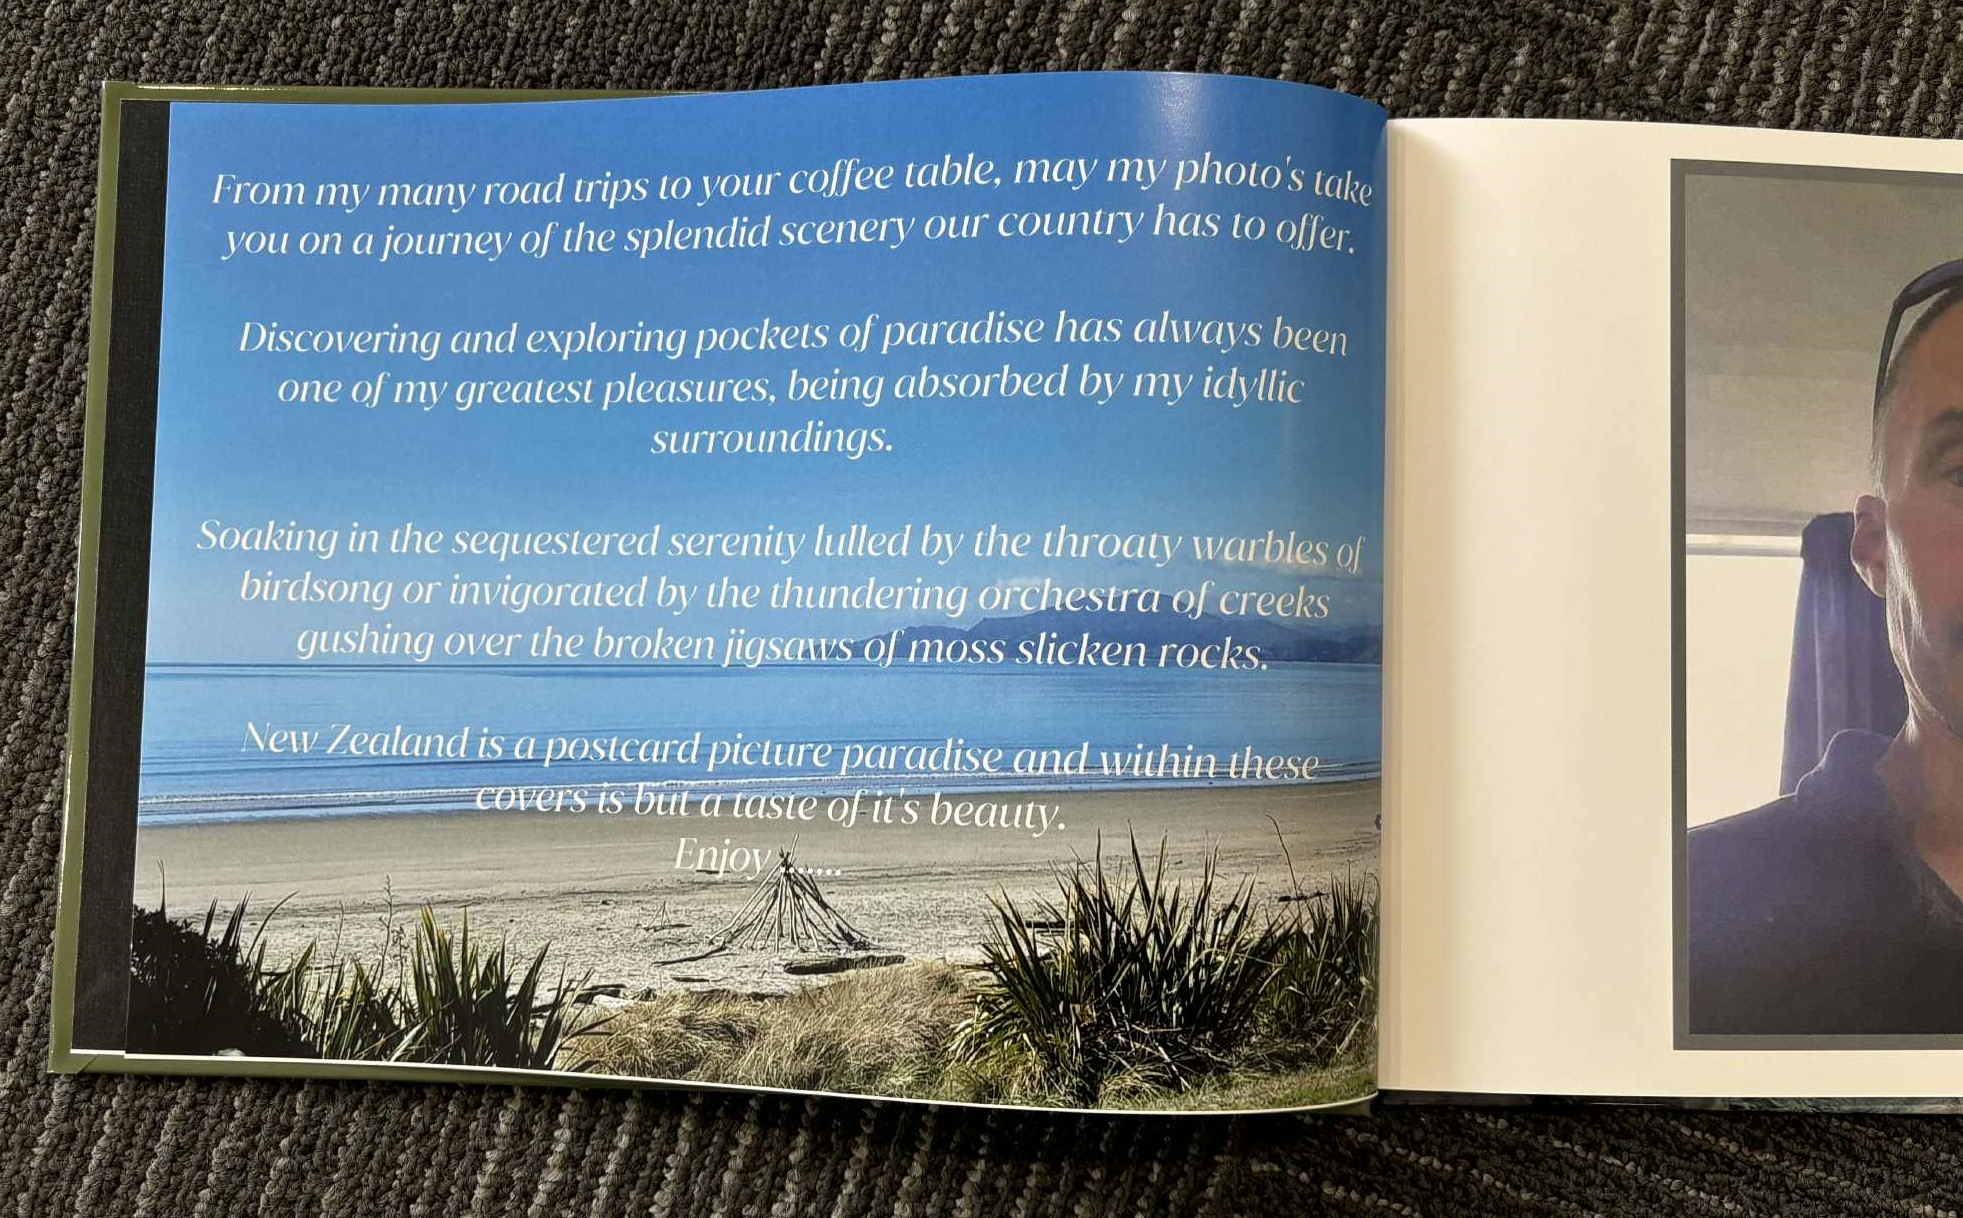 From my many road trips to your coffee table, may my photo's take
you on a journey of the splendid scenery our country has to offer.
Discovering and exploring pockets of paradise has always been
one of my greatest pleasures, being absorbed by my idyllic
surroundings.
Soaking in the sequestered serenity lulled by the throaty warbles of
birdsong or invigorated by the thundering orchestra of creeks
gushing over the broken jigsaws of moss slicken rocks.
New Zealand is a postcard picture paradise and within these
covers is but a taste of it's beauty.
Enjoy .......